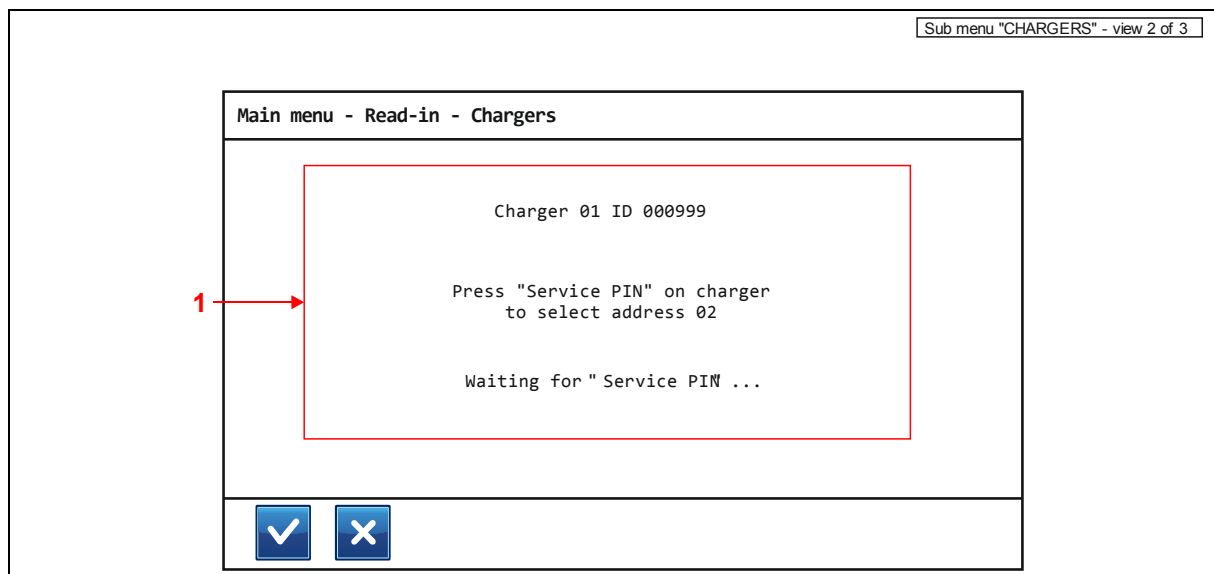 Sub menu "CHARGERS" - view 2 of 3
Main menu - Read-in - Chargers
Charger 01 ID 000999
Press "Service PIN" on charger
to select address 02
1
Waiting for " Service PIN" ...